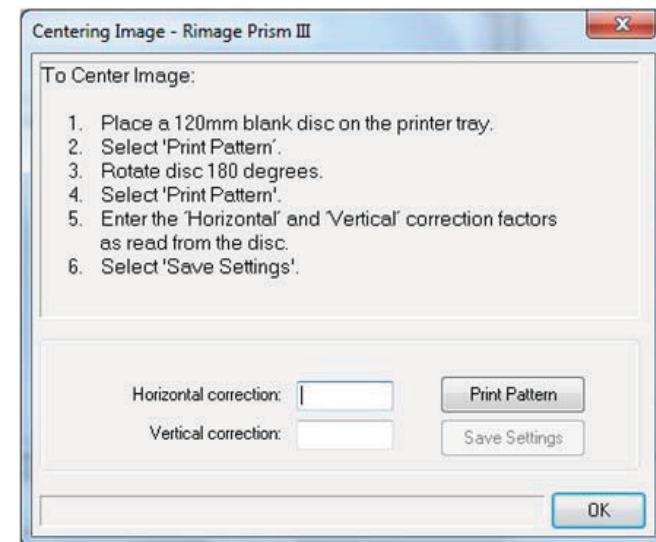 Centering Image - Rimage Prism III
To Center Image:
1. Place a 120mm blank disc on the printer tray.
2. Select 'Print Pattern'.
3. Rotate disc 180 degrees.
4. Select 'Print Pattern'.
5. Enter the 'Horizontal' and 'Vertical' correction factors
as read from the disc.
6. Select 'Save Settings'.
Horizontal correction:
Print Pattern
Vertical correction:
Save Settings
OK